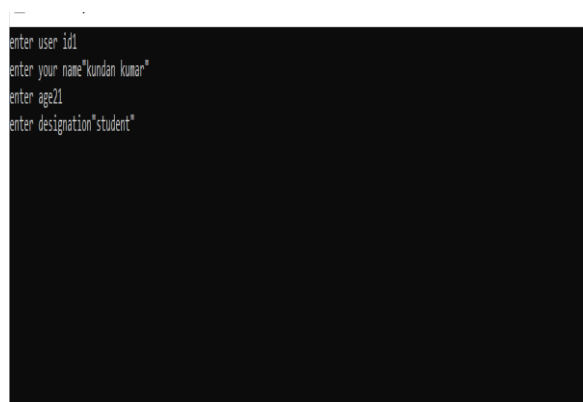 enter user id1
enter your name"kundan kumar"
enter age21
enter designation"student"